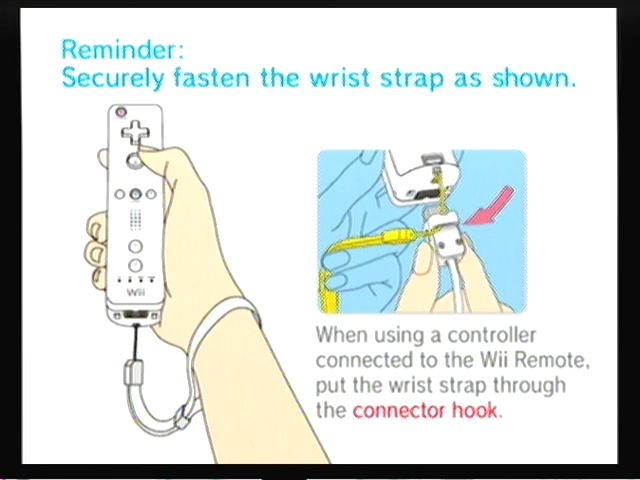 Reminder:
Securely fasten the wrist strap as shown.
Wii
When using a controller
connected to the Wii Remote,
put the wrist strap through
the connector hook.